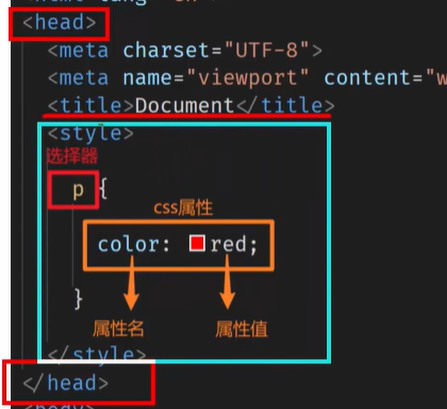 <head>
<meta charset="UTF-8">
<meta name="viewport" content="w
<title>Document</title>
<style>
选择器
p {
css属性
color: red;
}
属性名 属性值
</style>
</head>
<body>